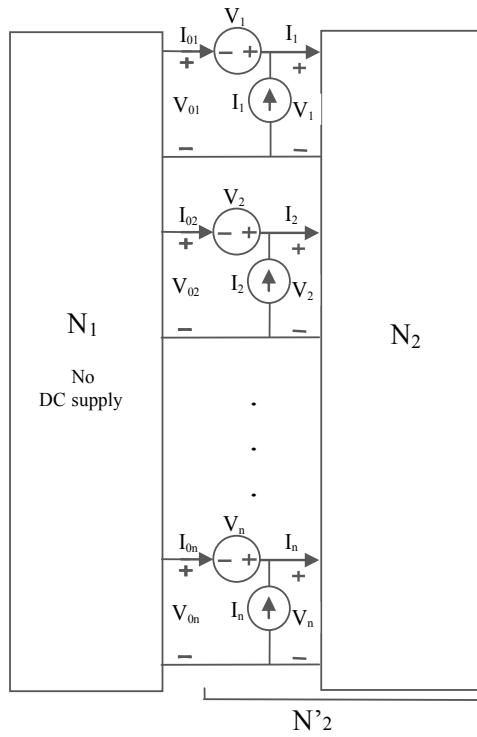 V₁
I₀₁ I₁
V₀₁ I₁ V₁
V₂
I₀₂ I₂
V₀₂ I₂ V₂
N₁
N₂
No
DC supply
Vₙ
I₀ₙ Iₙ
V₀ₙ Iₙ Vₙ
N’₂